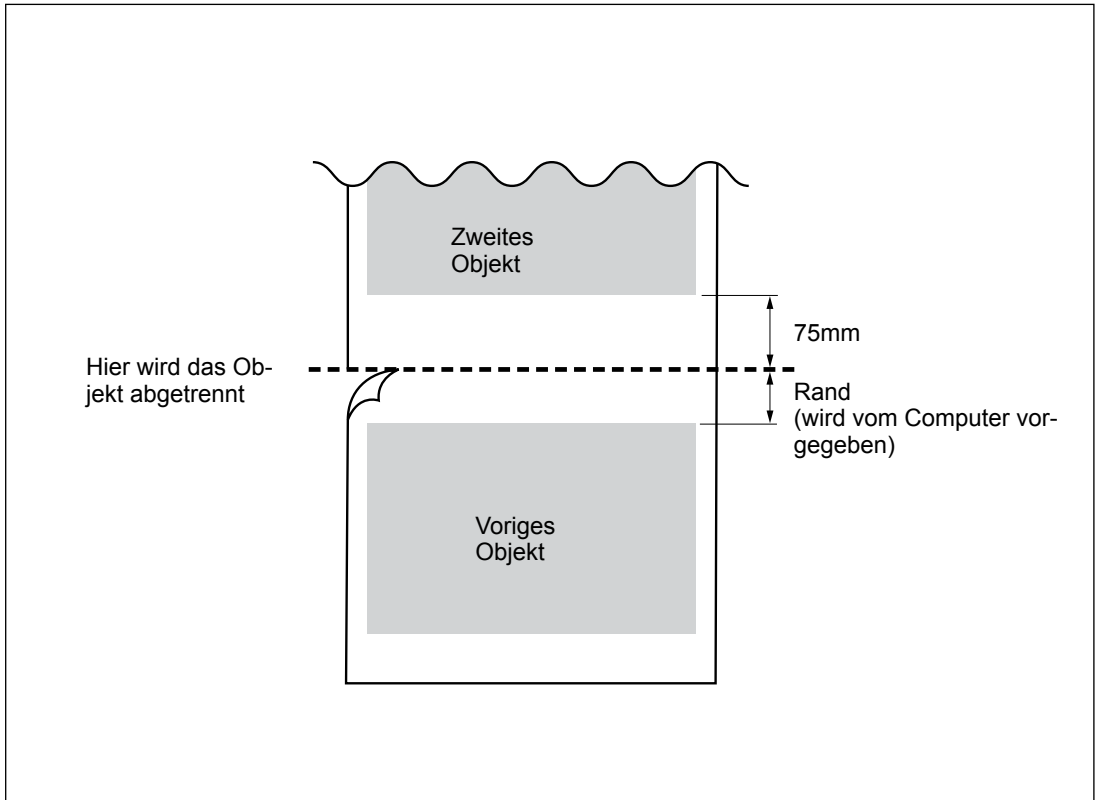 Zweites
Objekt
75mm
Hier wird das Ob-
jekt abgetrennt
Rand
(wird vom Computer vor-
gegeben)
Voriges
Objekt